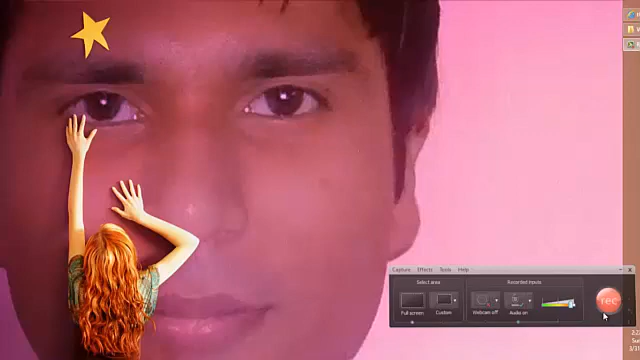 Capture Effects Tools Help
Select area
Recorded inputs
rec
Full screen
Custom
Webcam off
Audio on